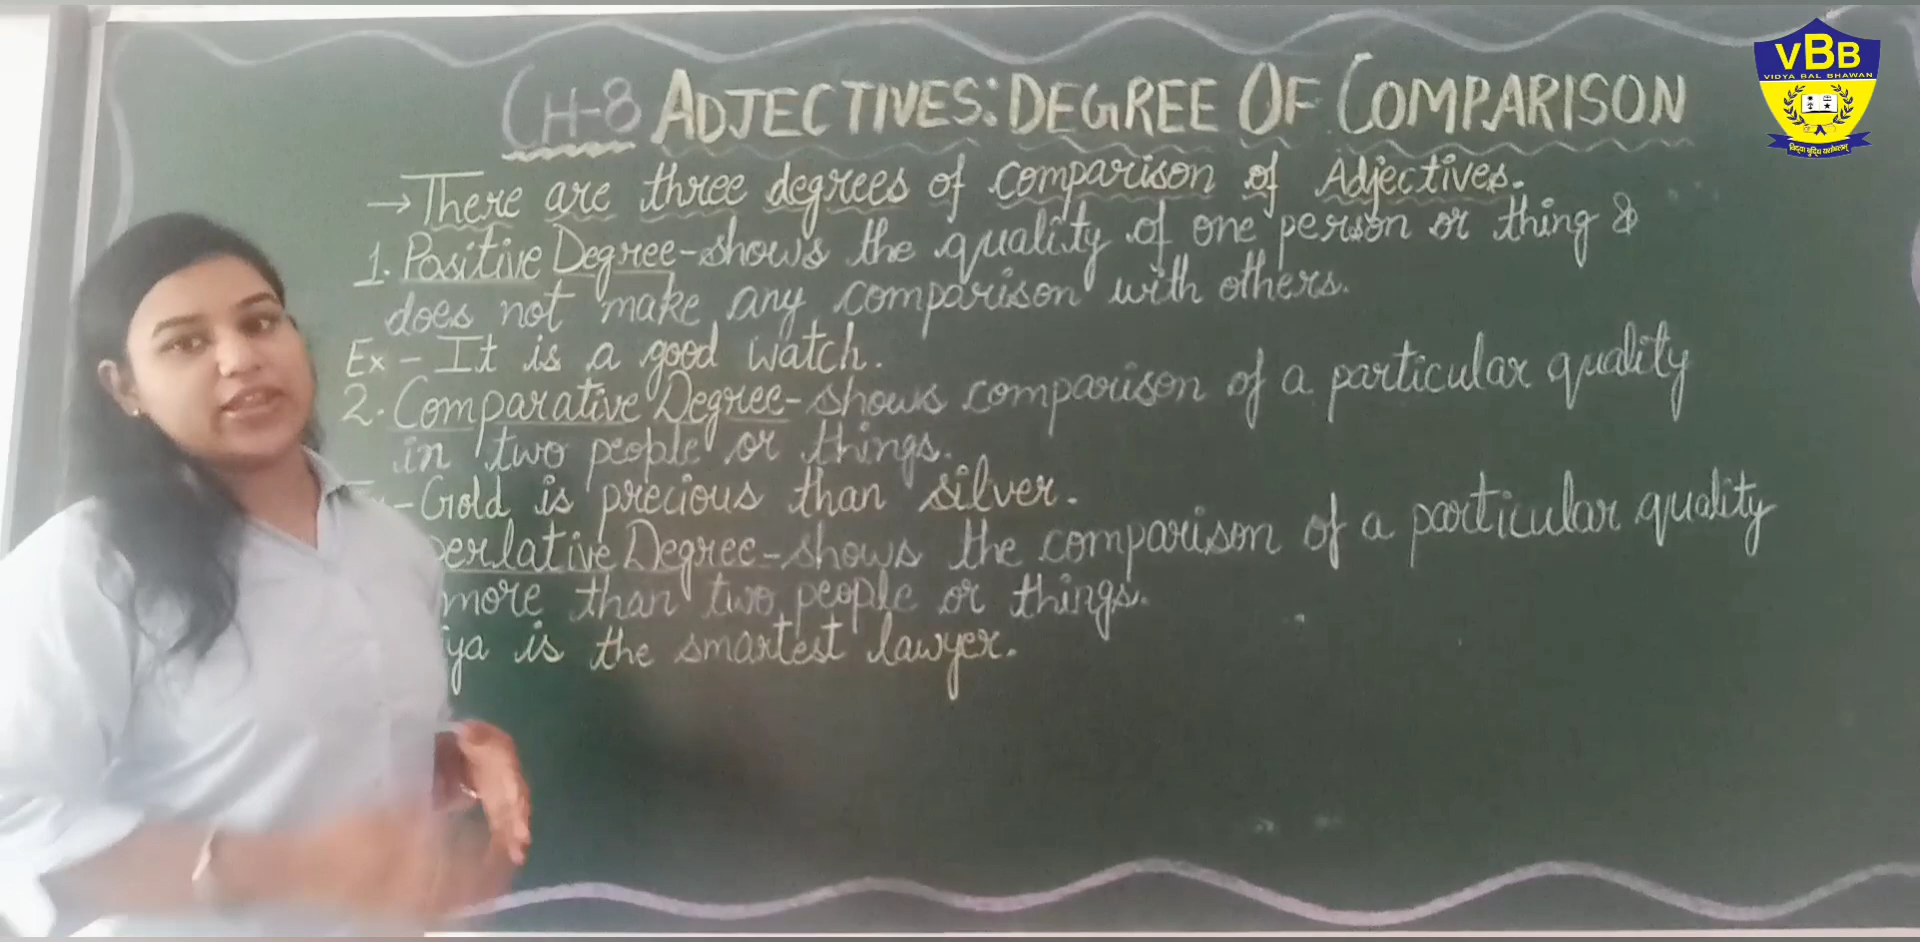 CH-8 ADJECTIVES: DEGREE OF COMPARISON
→ There are three degrees of comparison of Adjectives.
1. Positive Degree - shows the quality of one person or thing &
does not make any comparison with others.
Ex - It is a good watch.
2. Comparative Degree - shows comparison of a particular quality
in two people or things.
- Gold is precious than silver.
perlative Degree - shows the comparison of a particular quality
more than two people or things.
iya is the smartest lawyer.
VBB
VIDYA BAL BHAWAN